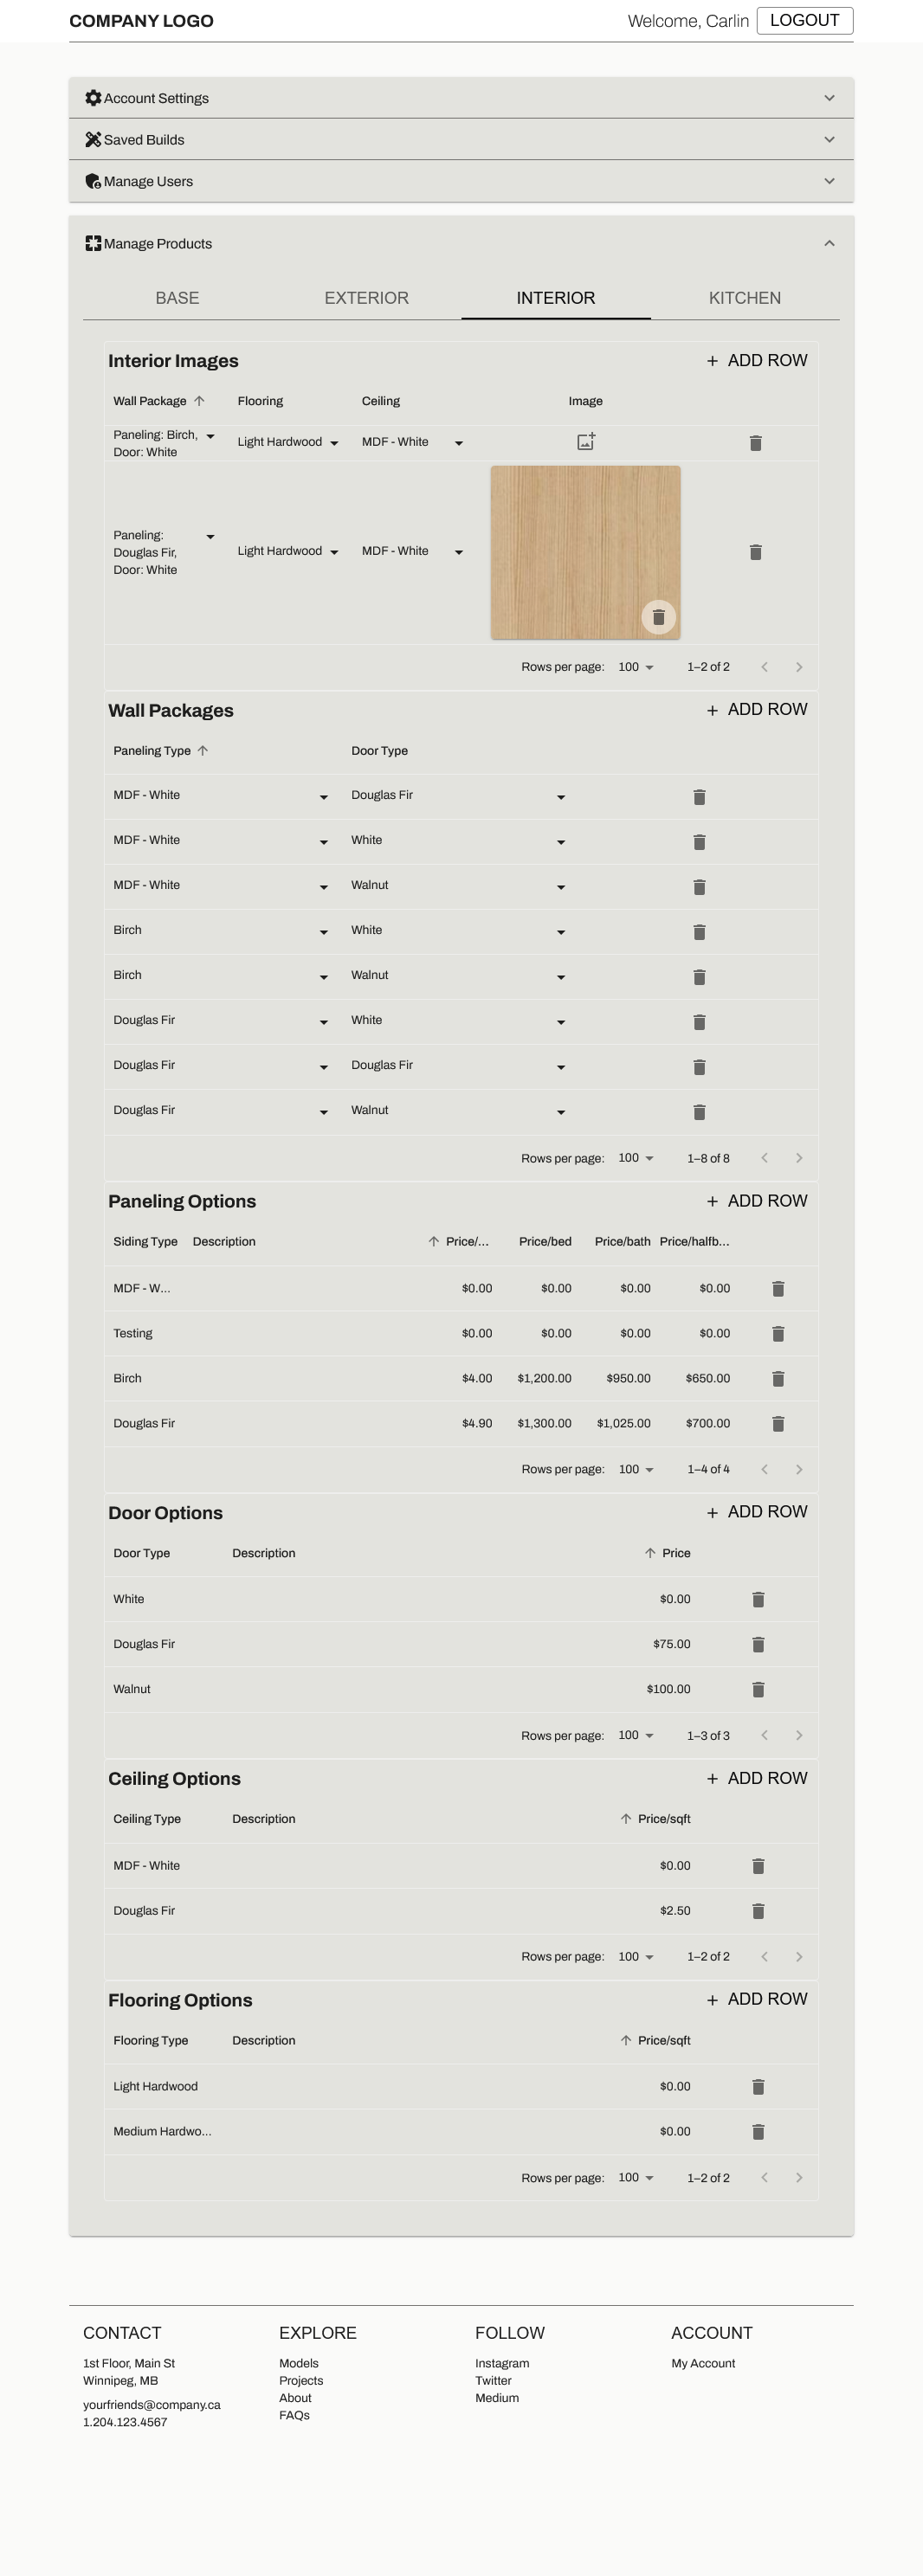 COMPANY LOGO
Welcome, Carlin
LOGOUT
Account Settings
Saved Builds
Manage Users
Manage Products
BASE EXTERIOR INTERIOR KITCHEN
Interior Images
+ ADD ROW
Wall Package Flooring Ceiling Image
Paneling: Birch,
Door: White
Light Hardwood
MDF - White
Paneling:
Douglas Fir,
Door: White
Light Hardwood
MDF - White
Rows per page: 100 1–2 of 2
Wall Packages
+ ADD ROW
Paneling Type Door Type
MDF - White Douglas Fir
MDF - White White
MDF - White Walnut
Birch White
Birch Walnut
Douglas Fir White
Douglas Fir Douglas Fir
Douglas Fir Walnut
Rows per page: 100 1–8 of 8
Paneling Options
+ ADD ROW
Siding Type Description Price/... Price/bed Price/bath Price/halfb...
MDF - W... $0.00 $0.00 $0.00 $0.00
Testing $0.00 $0.00 $0.00 $0.00
Birch $4.00 $1,200.00 $950.00 $650.00
Douglas Fir $4.90 $1,300.00 $1,025.00 $700.00
Rows per page: 100 1–4 of 4
Door Options
+ ADD ROW
Door Type Description Price
White $0.00
Douglas Fir $75.00
Walnut $100.00
Rows per page: 100 1–3 of 3
Ceiling Options
+ ADD ROW
Ceiling Type Description Price/sqft
MDF - White $0.00
Douglas Fir $2.50
Rows per page: 100 1–2 of 2
Flooring Options
+ ADD ROW
Flooring Type Description Price/sqft
Light Hardwood $0.00
Medium Hardwo... $0.00
Rows per page: 100 1–2 of 2
CONTACT
1st Floor, Main St
Winnipeg, MB
yourfriends@company.ca
1.204.123.4567
EXPLORE
Models
Projects
About
FAQs
FOLLOW
Instagram
Twitter
Medium
ACCOUNT
My Account